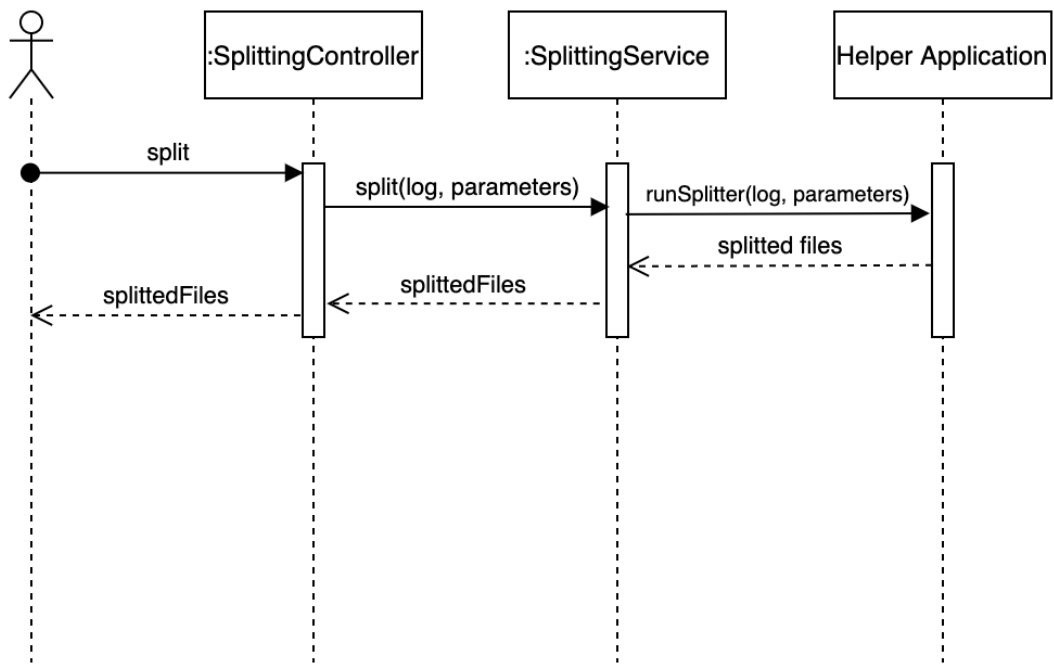 :SplittingController
:SplittingService
Helper Application
split
split(log, parameters)
runSplitter(log, parameters)
splitted files
splittedFiles
splittedFiles